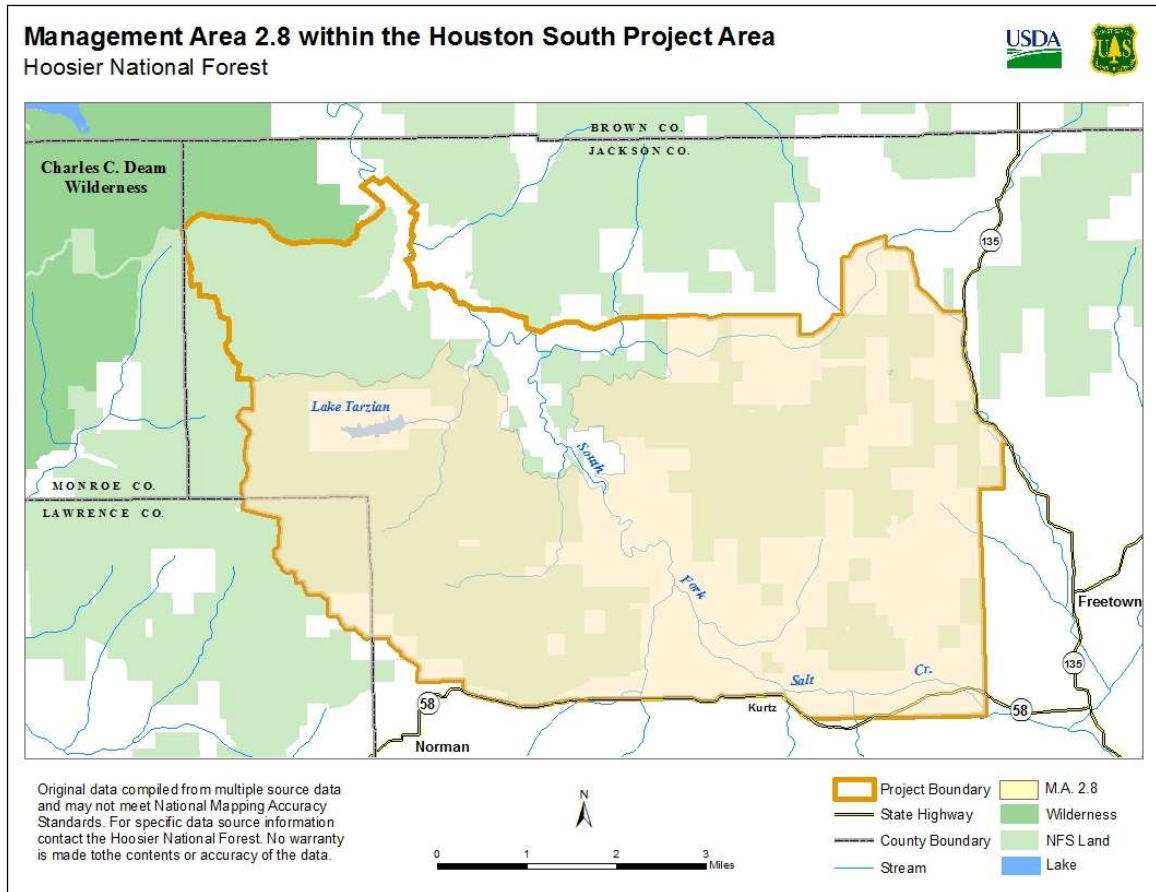 Management Area 2.8 within the Houston South Project Area
Hoosier National Forest
USDA
U S
BROWN CO.
JACKSON CO.
Charles C. Deam
Wilderness
135
Lake Tarzian
South
MONROE CO.
LAWRENCE CO.
Fork
Freetown
135
Salt
Cr.
58
58
Kurtz
Norman
Original data compiled from multiple source data
and may not meet National Mapping Accuracy
Standards. For specific data source information
contact the Hoosier National Forest. No warranty
is made tothe contents or accuracy of the data.
N
0 1 2 3
Miles
Project Boundary
State Highway
County Boundary
Stream
M.A. 2.8
Wilderness
NFS Land
Lake